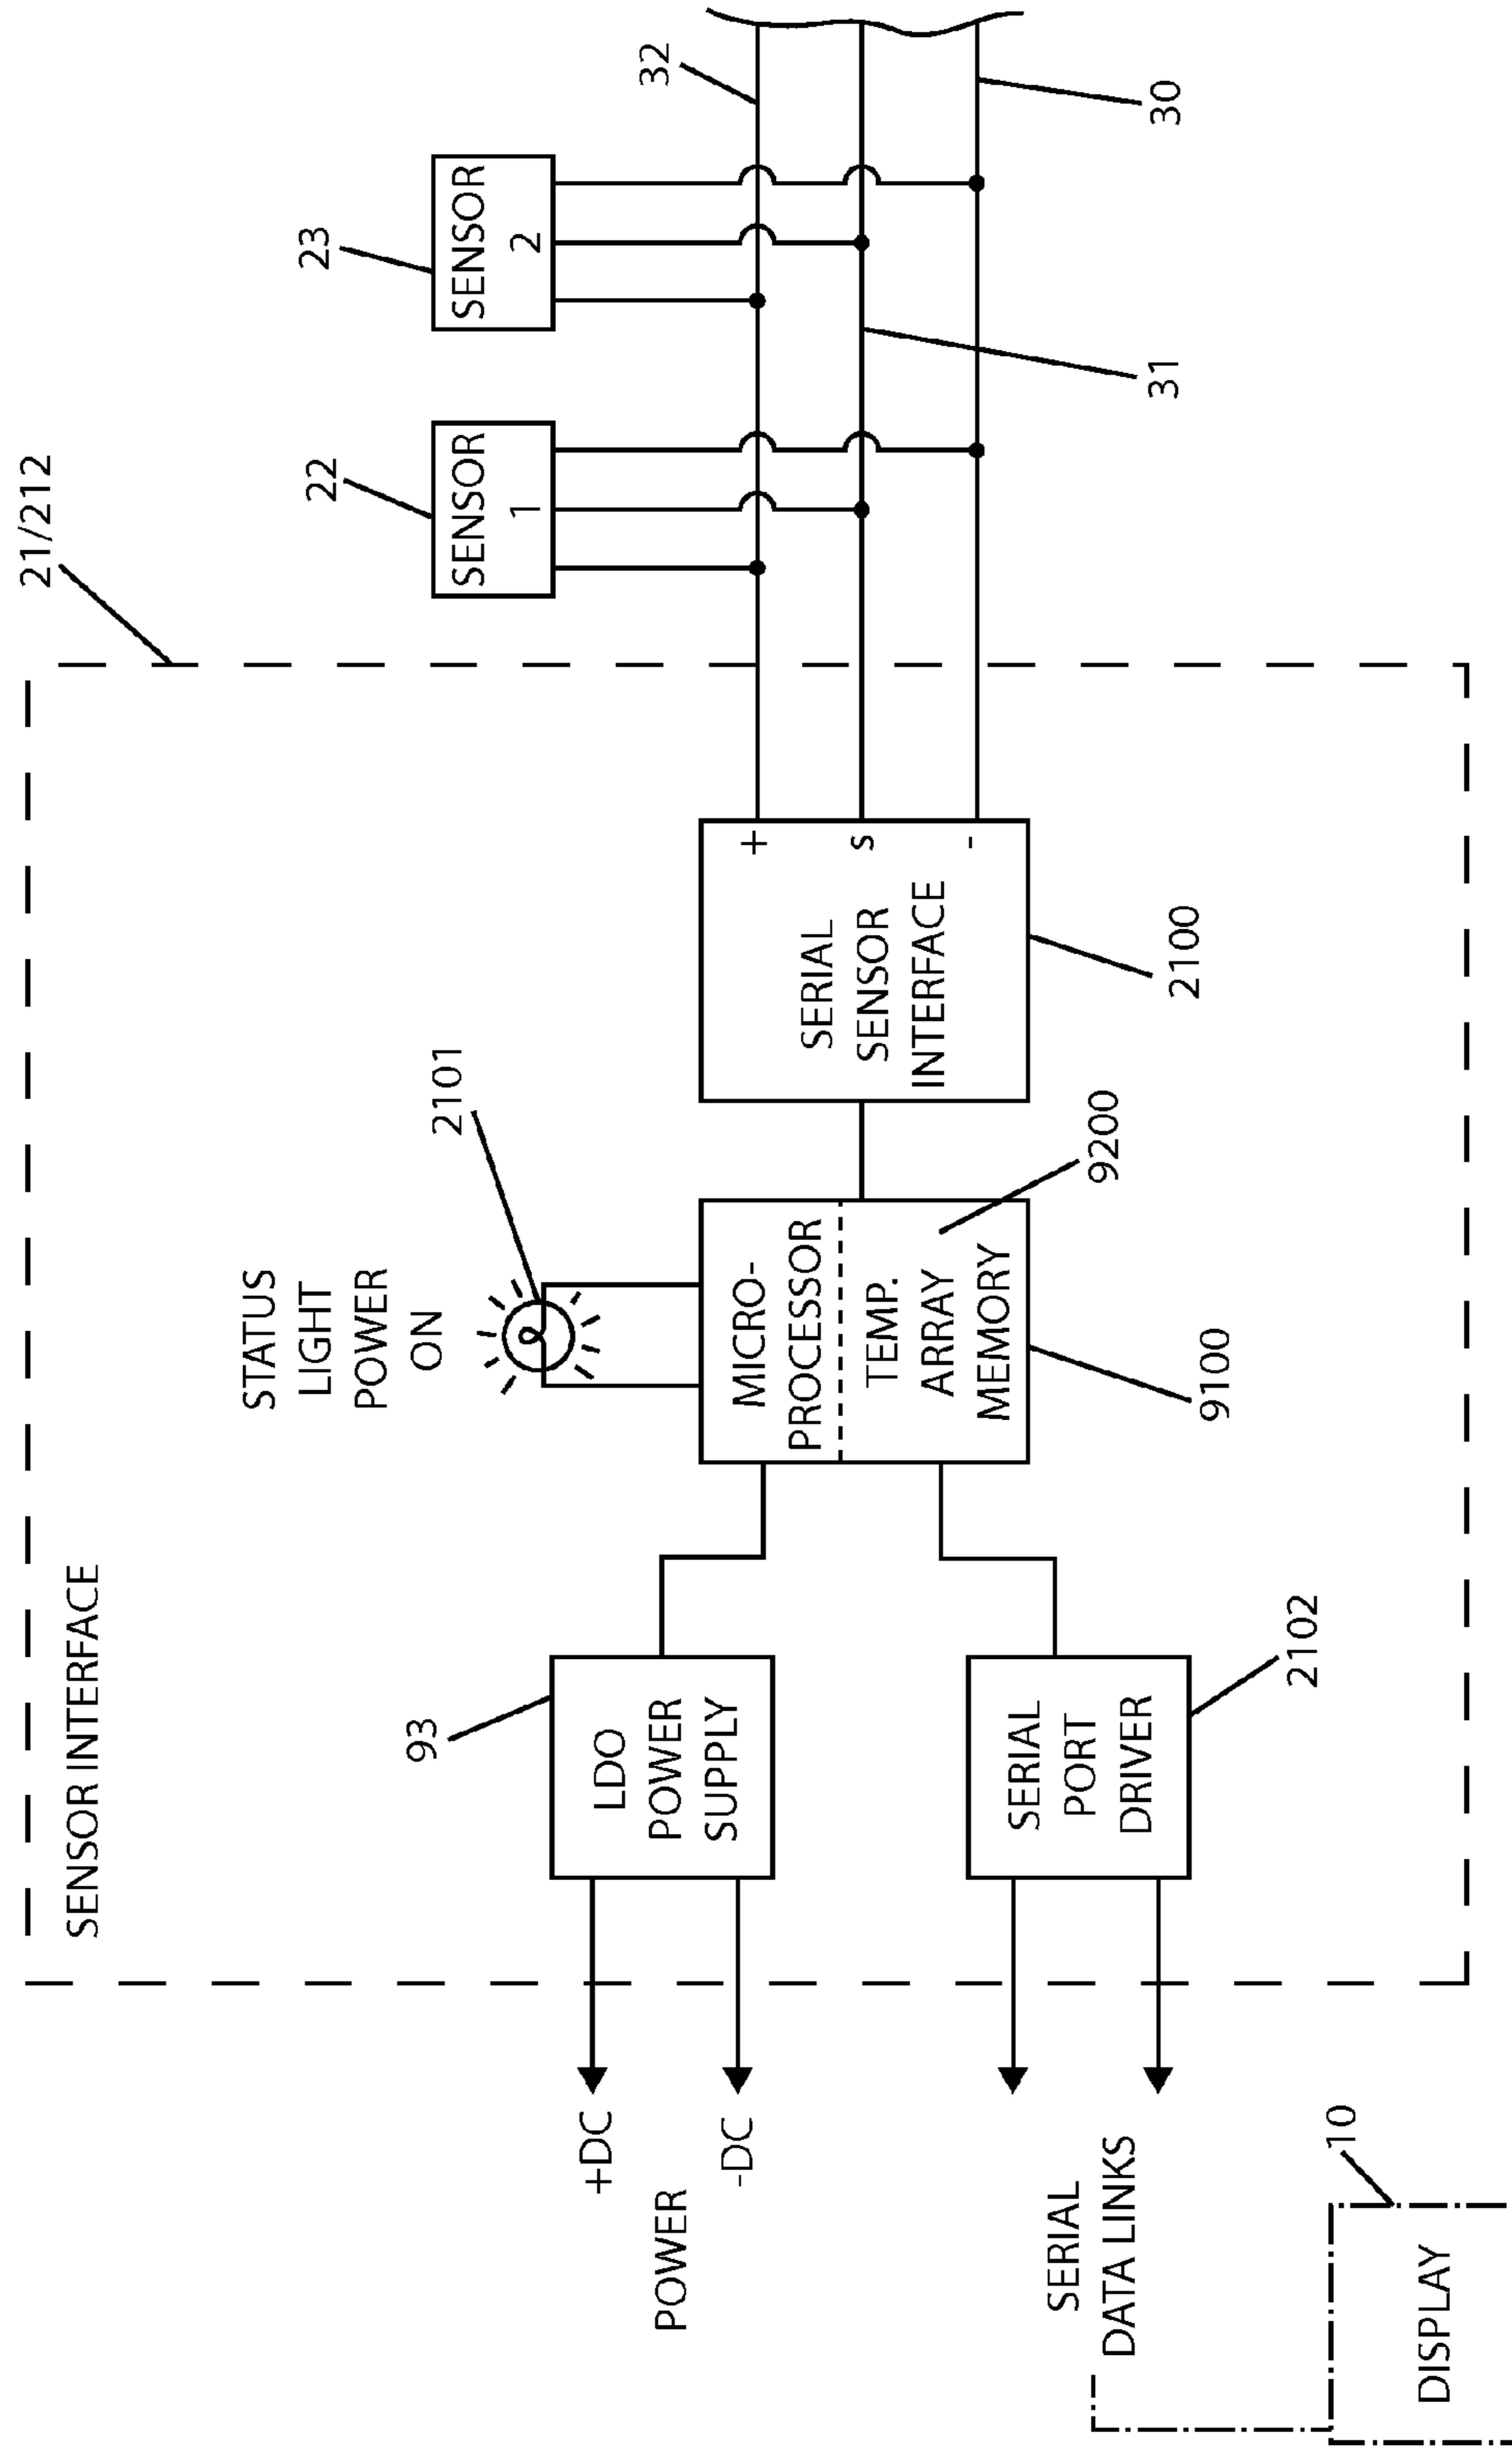 21/212
SENSOR INTERFACE
STATUS
LIGHT
POWER
ON
2101
22
SENSOR
1
23
SENSOR
2
32
93
LDO
POWER
SUPPLY
+DC
POWER
-DC
MICRO-
PROCESSOR
TEMP.
ARRAY
MEMORY
9200
9100
SERIAL
SENSOR
INTERFACE
+
s
-
2100
31
30
SERIAL
PORT
DRIVER
2102
SERIAL
DATA LINKS
10
DISPLAY